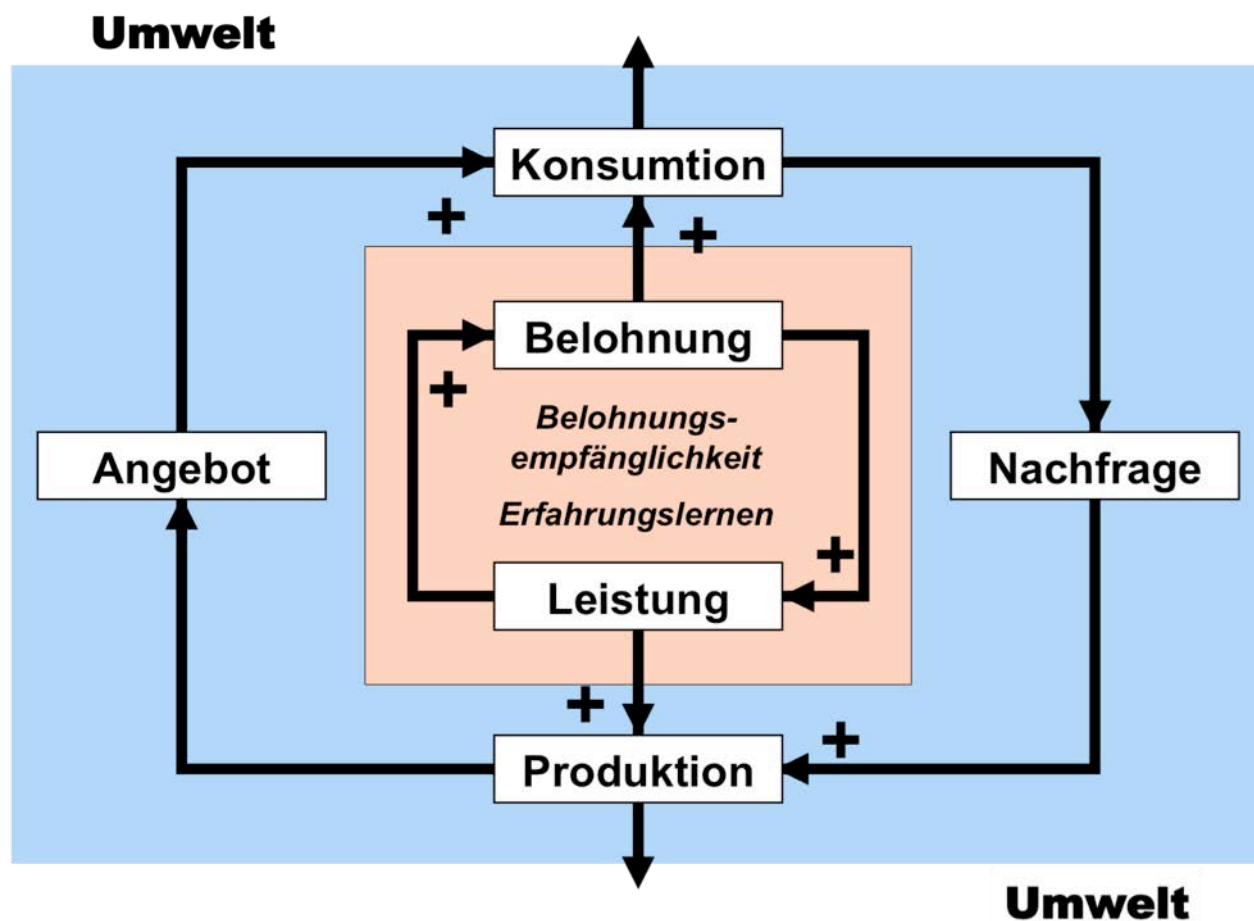 Umwelt
Konsumtion
+
+
Belohnung
+
Belohnungs-
empfänglichkeit
Angebot
Nachfrage
Erfahrungslernen
+
Leistung
+
+
Produktion
Umwelt